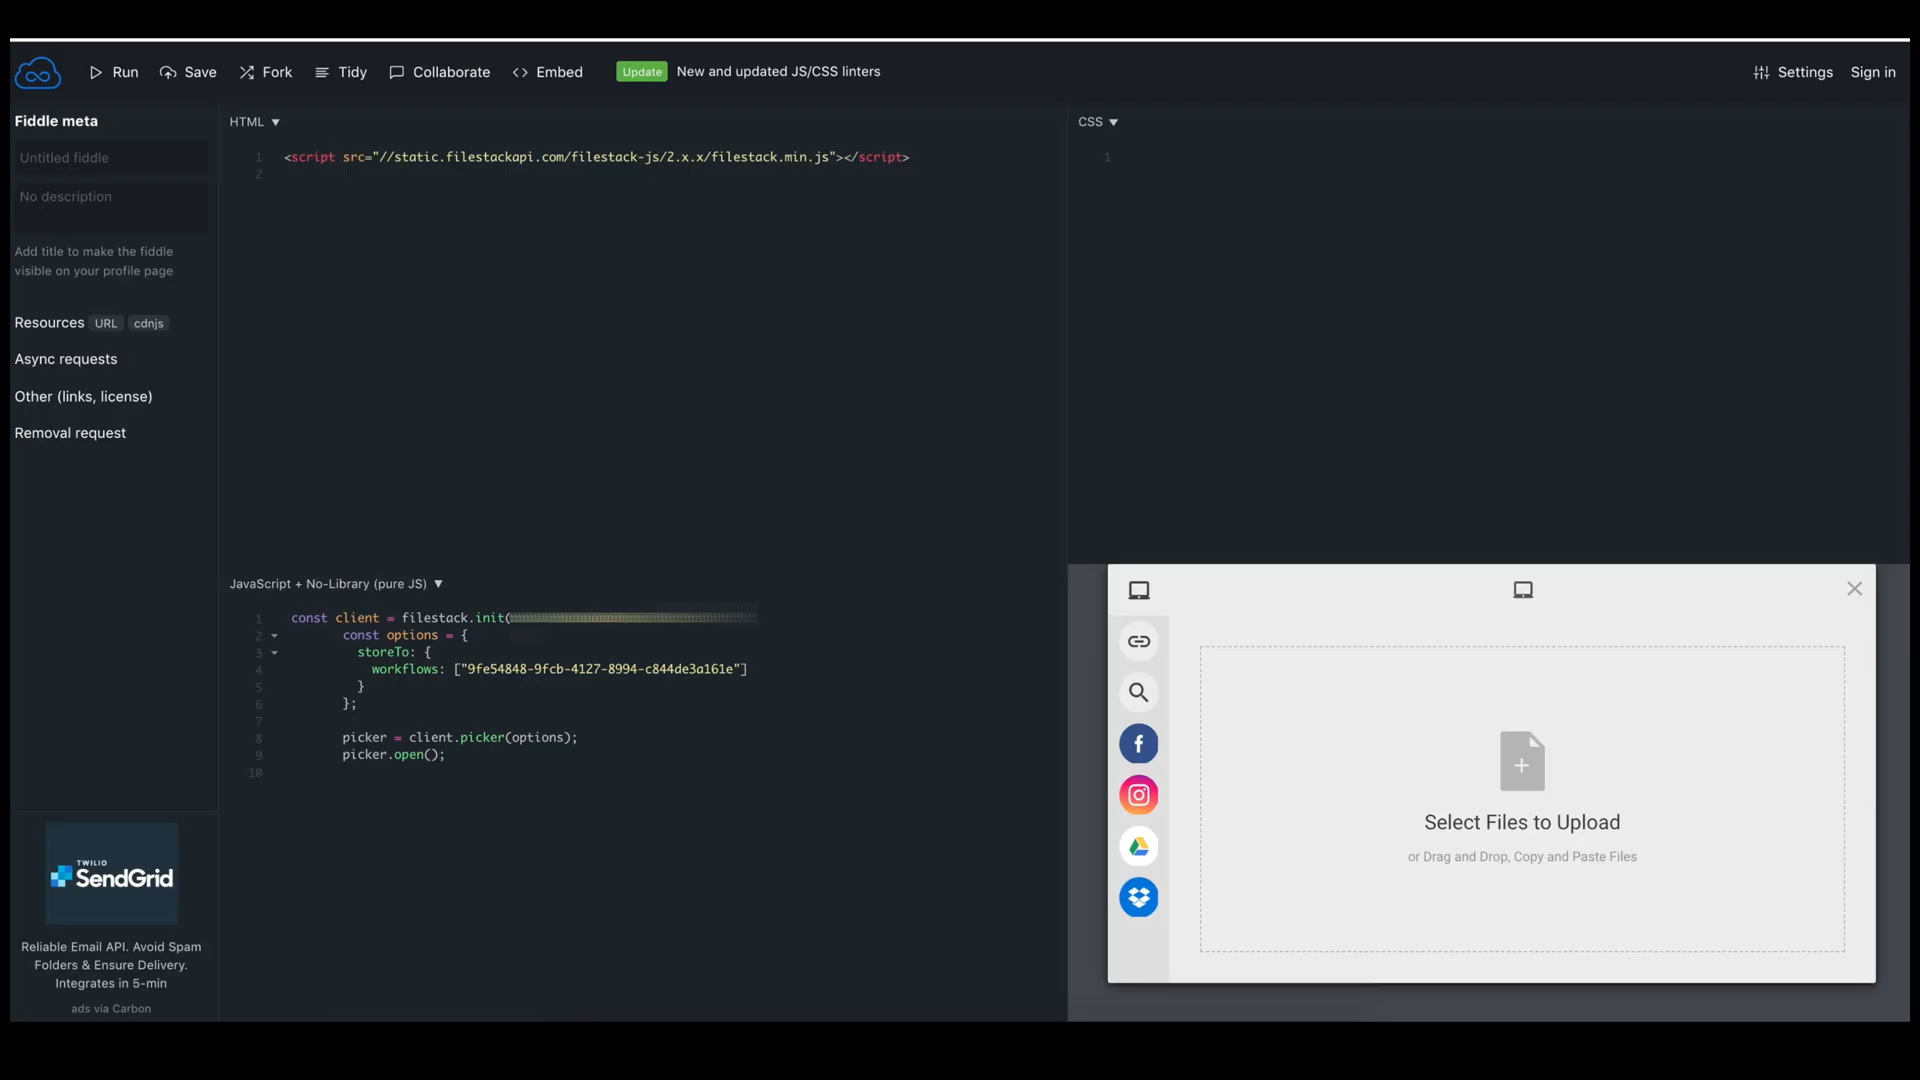 Run
Save
Fork
Tidy
Collaborate
Embed
Update
New and updated JS/CSS linters
Settings
Sign in
Fiddle meta
Untitled fiddle
No description
Add title to make the fiddle
visible on your profile page
Resources URL cdnjs
Async requests
Other (links, license)
Removal request
TWILIO
SendGrid
Reliable Email API. Avoid Spam
Folders & Ensure Delivery.
Integrates in 5-min
ads via Carbon
HTML ▼
1 <script src="//static.filestackapi.com/filestack-js/2.x.x/filestack.min.js"></script>
2
CSS ▼
1
JavaScript + No-Library (pure JS) ▼
1 const client = filestack.init(
2 const options = {
3 storeTo: {
4 workflows: ["9fe54848-9fcb-4127-8994-c844de3a161e"]
5 }
6 };
7
8 picker = client.picker(options);
9 picker.open();
10
Select Files to Upload
or Drag and Drop, Copy and Paste Files